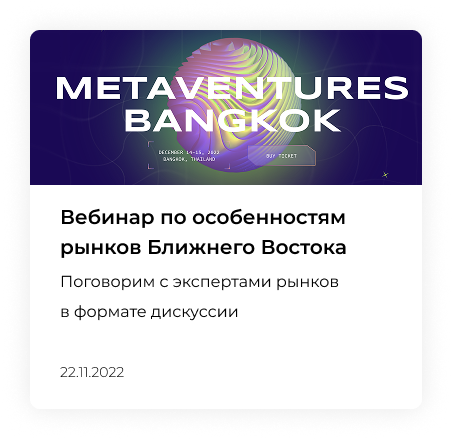 METAVENTURES
BANGKOK
DECEMBER 14-15, 2022
BANGKOK, THAILAND
BUY TICKET
Вебинар по особенностям
рынков Ближнего Востока
Поговорим с экспертами рынков
в формате дискуссии
22.11.2022